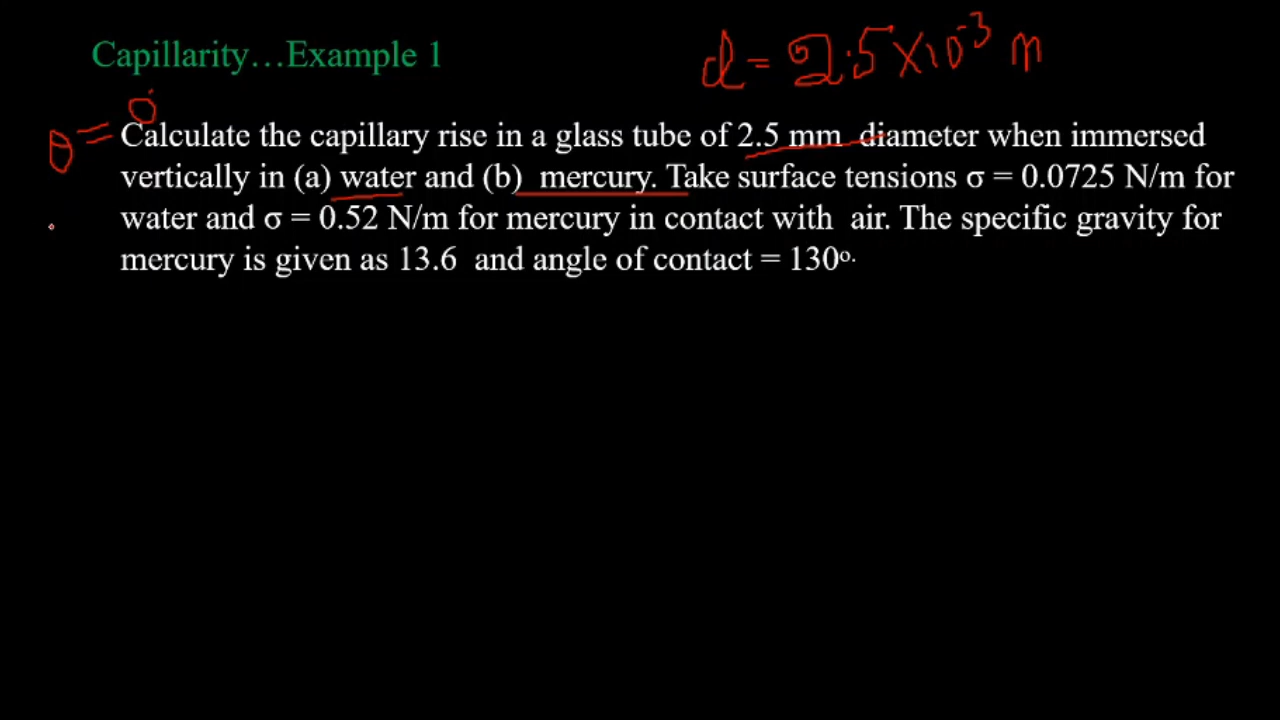 Capillarity…Example 1
d = 2.5 × 10⁻³ m
θ = 0°
Calculate the capillary rise in a glass tube of 2.5 mm diameter when immersed
vertically in (a) water and (b) mercury. Take surface tensions σ = 0.0725 N/m for
water and σ = 0.52 N/m for mercury in contact with air. The specific gravity for
mercury is given as 13.6 and angle of contact = 130º.